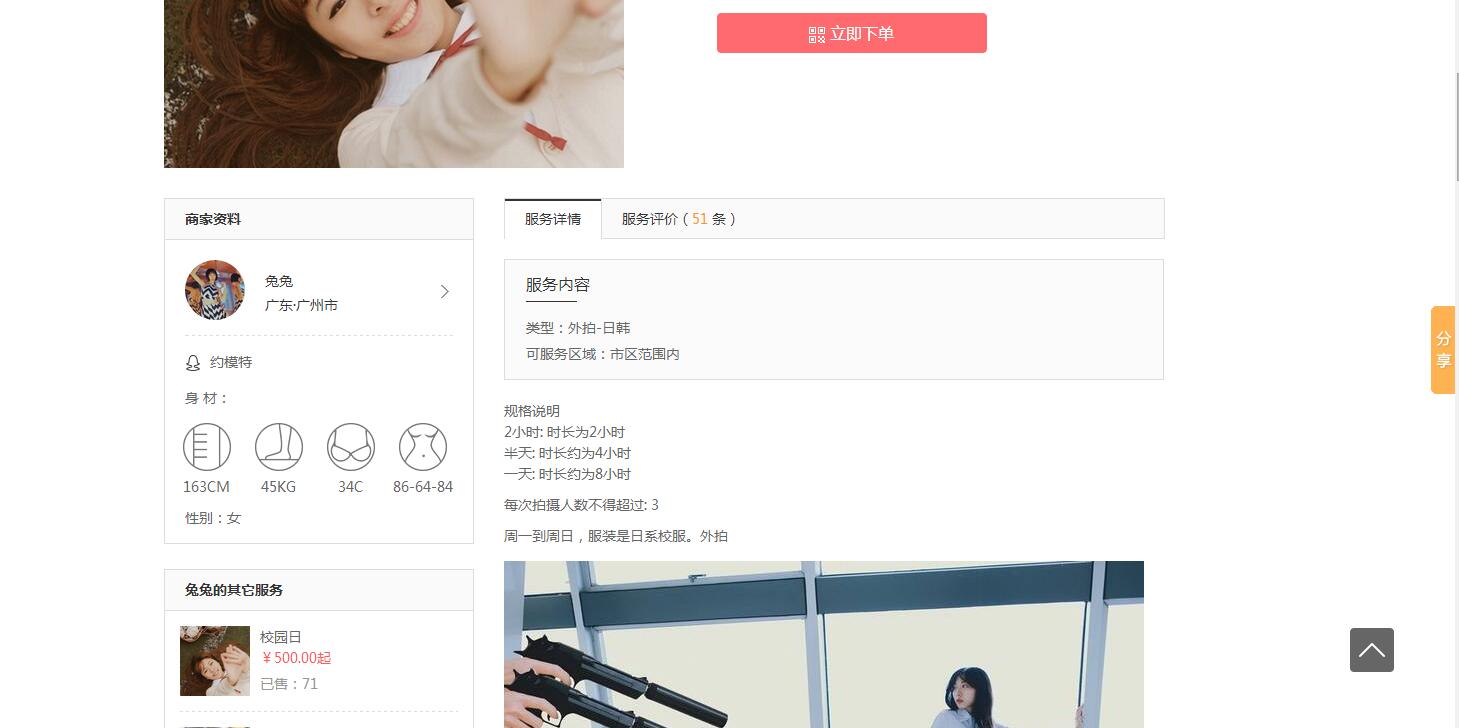 立即下单
商家资料
兔兔
广东·广州市
约模特
身 材：
163CM 45KG 34C 86-64-84
性别：女
兔兔的其它服务
校园日
￥500.00起
已售：71
服务详情 服务评价 ( 51 条 )
服务内容
类型：外拍-日韩
可服务区域：市区范围内
规格说明
2小时: 时长为2小时
半天: 时长约为4小时
一天: 时长约为8小时
每次拍摄人数不得超过: 3
周一到周日，服装是日系校服。外拍
分
享